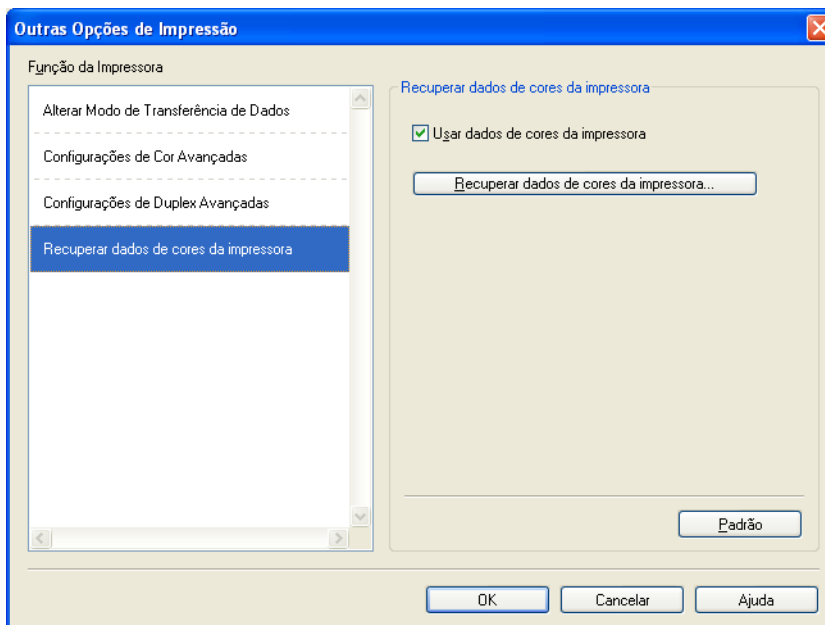 Outras Opções de Impressão
Função da Impressora
Alterar Modo de Transferência de Dados
Configurações de Cor Avançadas
Configurações de Duplex Avançadas
Recuperar dados de cores da impressora
Recuperar dados de cores da impressora
Usar dados de cores da impressora
Recuperar dados de cores da impressora...
Padrão
OK
Cancelar
Ajuda